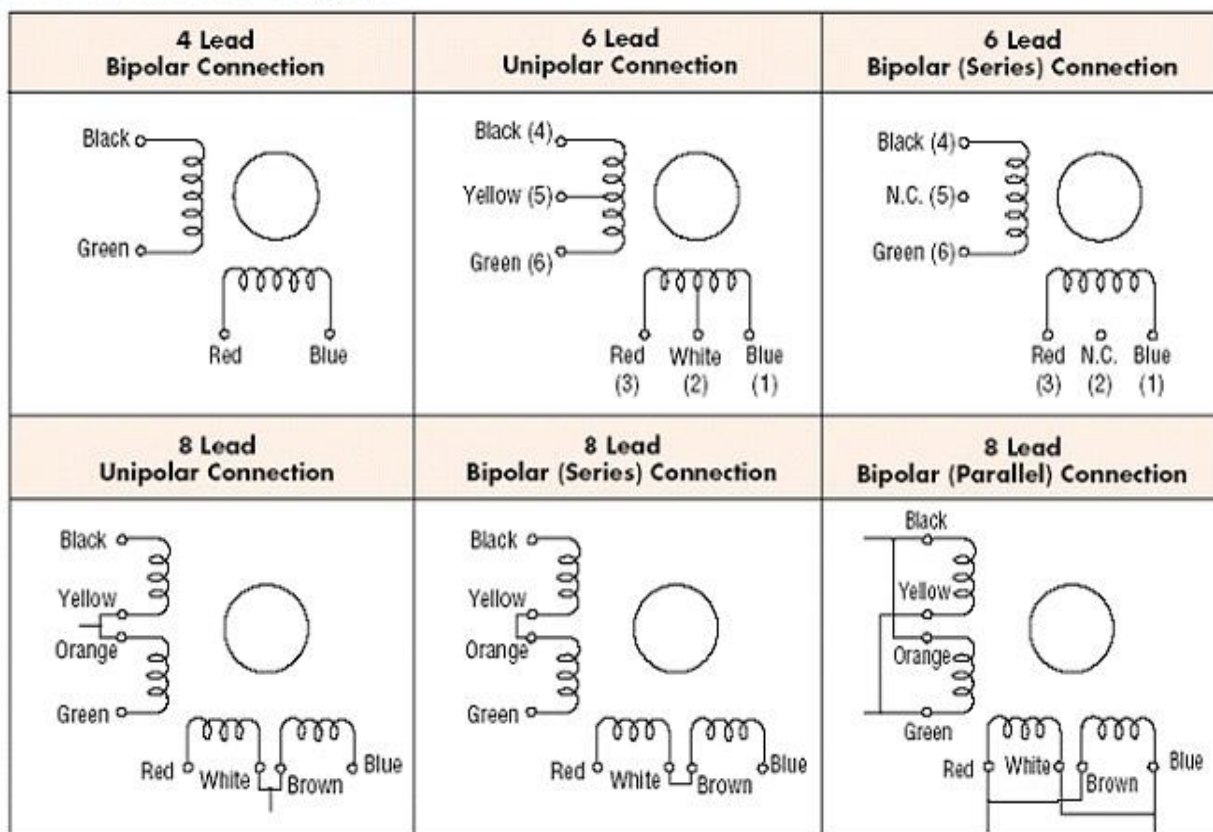 4 Lead
Bipolar Connection
6 Lead
Unipolar Connection
6 Lead
Bipolar (Series) Connection
Black
Green
Red
Blue
Black (4)
Yellow (5)
Green (6)
Red
(3)
White
(2)
Blue
(1)
Black (4)
N.C. (5)
Green (6)
Red
(3)
N.C.
(2)
Blue
(1)
8 Lead
Unipolar Connection
8 Lead
Bipolar (Series) Connection
8 Lead
Bipolar (Parallel) Connection
Black
Yellow
Orange
Green
Red
White
Brown
Blue
Black
Yellow
Orange
Green
Red
White
Brown
Blue
Black
Yellow
Orange
Green
Red
White
Brown
Blue